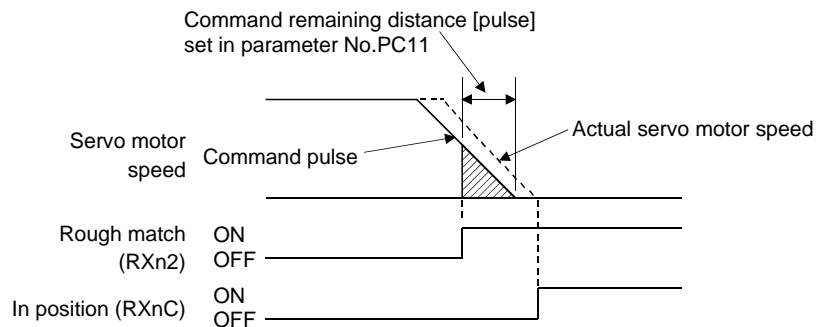 Command remaining distance [pulse]
set in parameter No.PC11
Actual servo motor speed
Servo motor
speed
Command pulse
Rough match
(RXn2)
ON
OFF
In position (RXnC)
ON
OFF